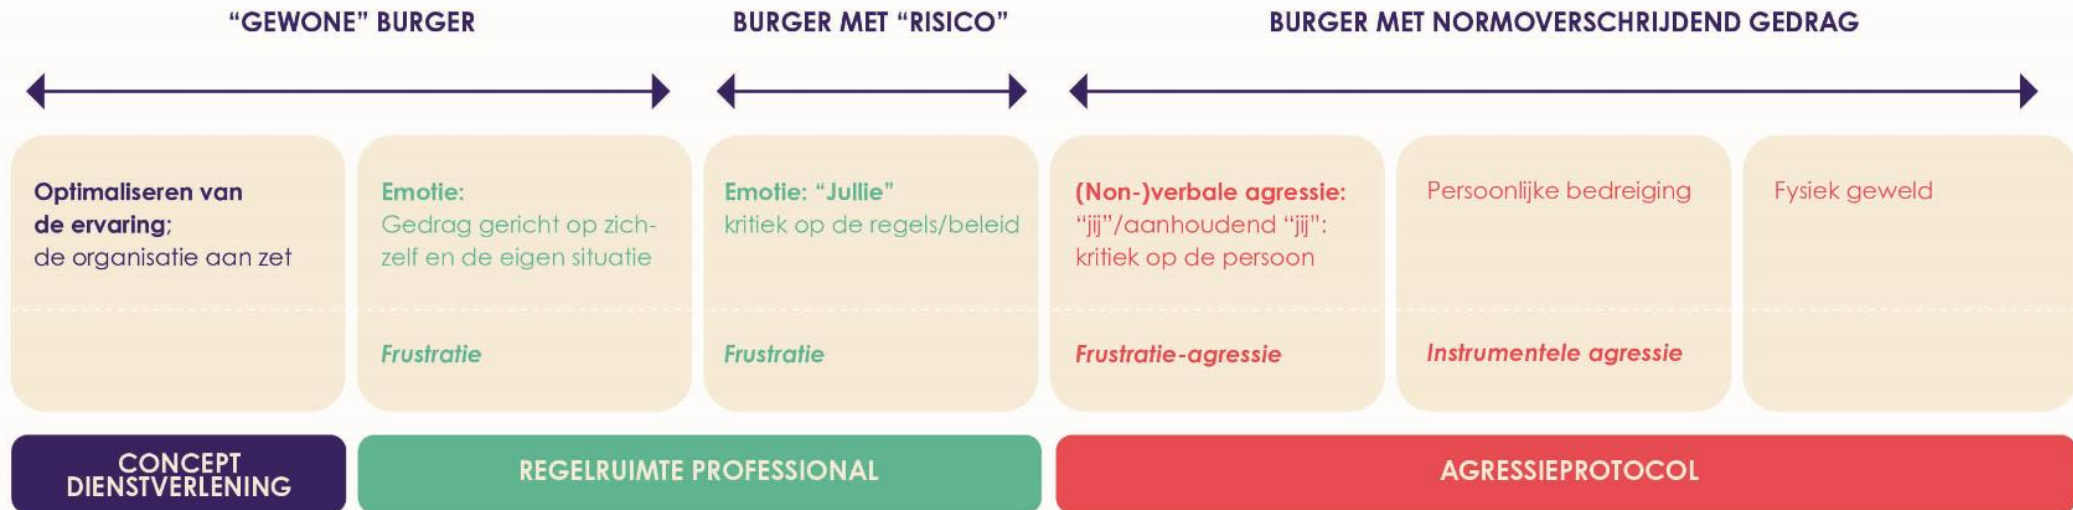 “GEWONE” BURGER
BURGER MET “RISICO”
BURGER MET NORMOVERSCHRIJDEND GEDRAG
Optimaliseren van
de ervaring;
de organisatie aan zet
Emotie:
Gedrag gericht op zich-
zelf en de eigen situatie
Frustratie
Emotie: “Jullie”
kritiek op de regels/beleid
Frustratie
(Non-)verbale agressie:
“jij”/aanhoudend “jij”:
kritiek op de persoon
Frustratie-agressie
Persoonlijke bedreiging
Instrumentele agressie
Fysiek geweld
CONCEPT
DIENSTVERLENING
REGELRUIMTE PROFESSIONAL
AGRESSIEPROTOCOL